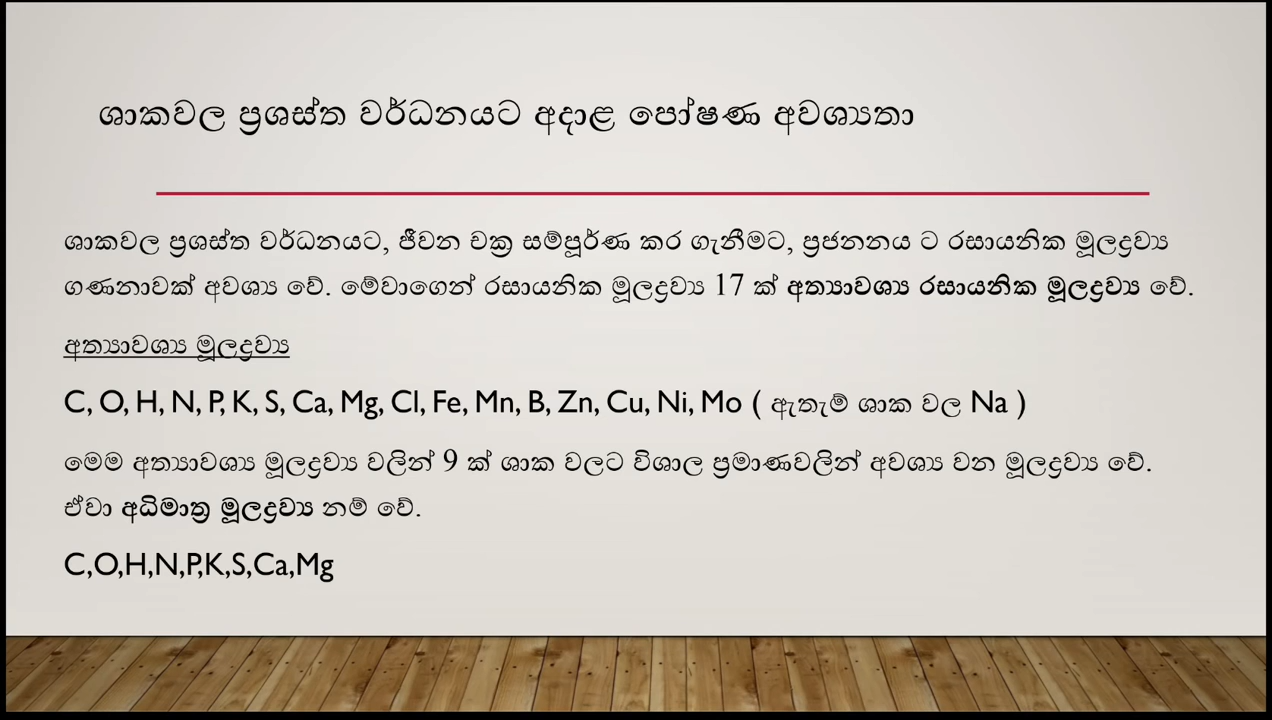 ශාකවල ප්‍රශස්ත වර්ධනයට අදාළ පෝෂණ අවශ්‍යතා
ශාකවල ප්‍රශස්ත වර්ධනයට, ජීවන චක්‍ර සම්පූර්ණ කර ගැනීමට, ප්‍රජනනය ට රසායනික මූලද්‍රව්‍ය
ගණනාවක් අවශ්‍ය වේ. මේවාගෙන් රසායනික මූලද්‍රව්‍ය 17 ක් අත්‍යාවශ්‍ය රසායනික මූලද්‍රව්‍ය වේ.
අත්‍යාවශ්‍ය මූලද්‍රව්‍ය
C, O, H, N, P, K, S, Ca, Mg, Cl, Fe, Mn, B, Zn, Cu, Ni, Mo ( ඇතැම් ශාක වල Na )
මෙම අත්‍යාවශ්‍ය මූලද්‍රව්‍ය වලින් 9 ක් ශාක වලට විශාල ප්‍රමාණවලින් අවශ්‍ය වන මූලද්‍රව්‍ය වේ.
ඒවා අධිමාත්‍ර මූලද්‍රව්‍ය නම් වේ.
C,O,H,N,P,K,S,Ca,Mg